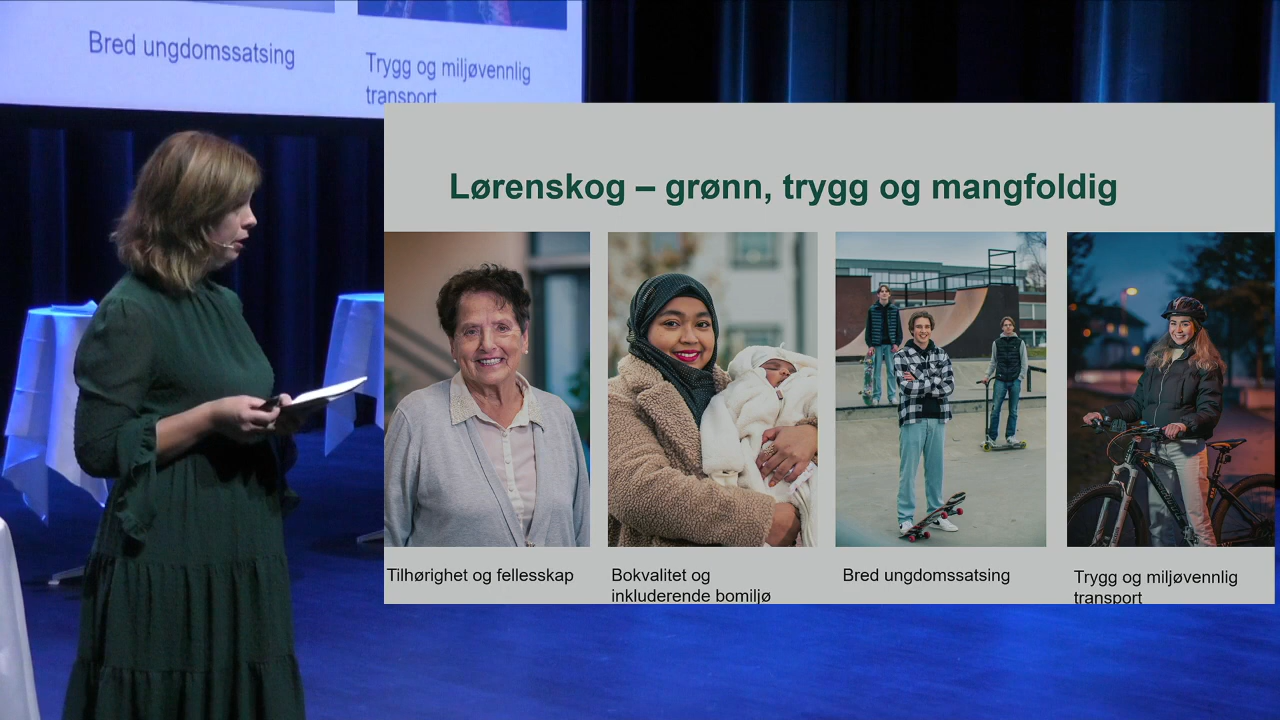 Bred ungdomssatsing
Trygg og miljøvennlig
transport
Lørenskog – grønn, trygg og mangfoldig
Tilhørighet og fellesskap
Bokvalitet og
inkluderende bomiljø
Bred ungdomssatsing
Trygg og miljøvennlig
transport